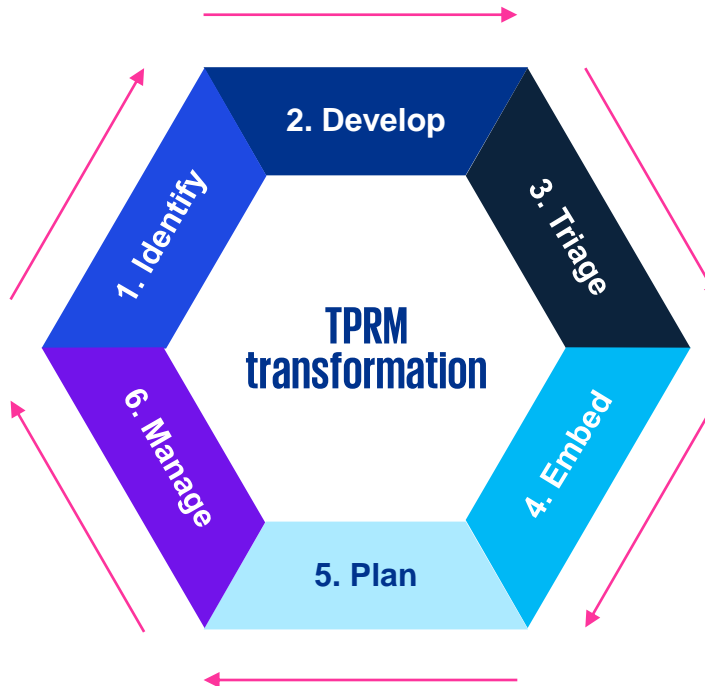 1. Identify
2. Develop
3. Triage
4. Embed
5. Plan
6. Manage
TPRM
transformation